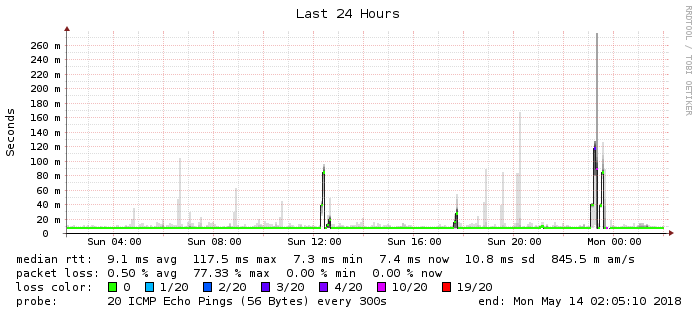 Last 24 Hours
RRDTOOL / TOBI OETIKER
Seconds
260 m
240 m
220 m
200 m
180 m
160 m
140 m
120 m
100 m
80 m
60 m
40 m
20 m
0
Sun 04:00 Sun 08:00 Sun 12:00 Sun 16:00 Sun 20:00 Mon 00:00
median rtt: 9.1 ms avg 117.5 ms max 7.3 ms min 7.4 ms now 10.8 ms sd 845.5 m am/s
packet loss: 0.50 % avg 77.33 % max 0.00 % min 0.00 % now
loss color: 0 1/20 2/20 3/20 4/20 10/20 19/20
probe: 20 ICMP Echo Pings (56 Bytes) every 300s end: Mon May 14 02:05:10 2018